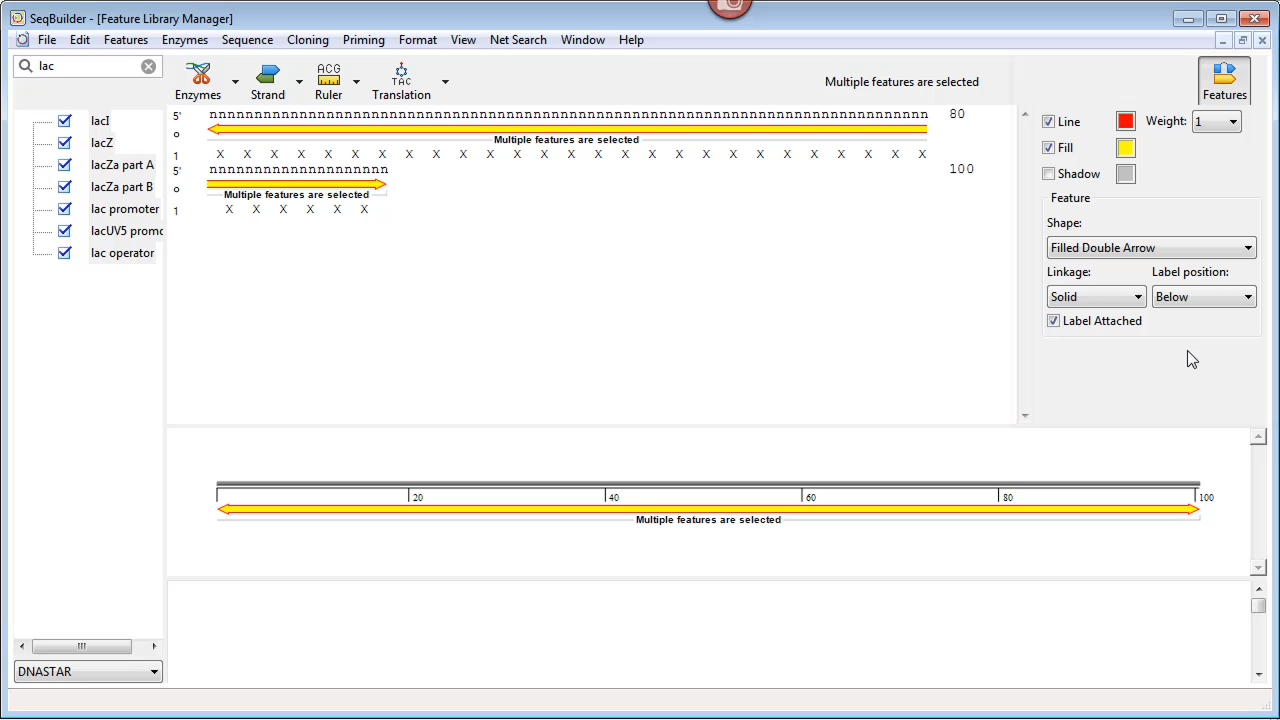 SeqBuilder - [Feature Library Manager]
File Edit Features Enzymes Sequence Cloning Priming Format View Net Search Window Help
lac
ACG
TAC
Enzymes Strand Ruler Translation
Multiple features are selected
Features
lacI
lacZ
lacZa part A
lacZa part B
lac promoter
lacUV5 promo
lac operator
DNASTAR
5' nnnnnnnnnnnnnnnnnnnnnnnnnnnnnnnnnnnnnnnnnnnnnnnnnnnnnnnnnnnnnnnnnnnnnnnnnnnnnnnn 80
o
Multiple features are selected
1 X X X X X X X X X X X X X X X X X X X X X X X X X X X
5' nnnnnnnnnnnnnnnnnnnn 100
o
Multiple features are selected
1 X X X X X X
Line Weight: 1
Fill
Shadow
Feature
Shape:
Filled Double Arrow
Linkage: Label position:
Solid Below
Label Attached
20 40 60 80 100
Multiple features are selected